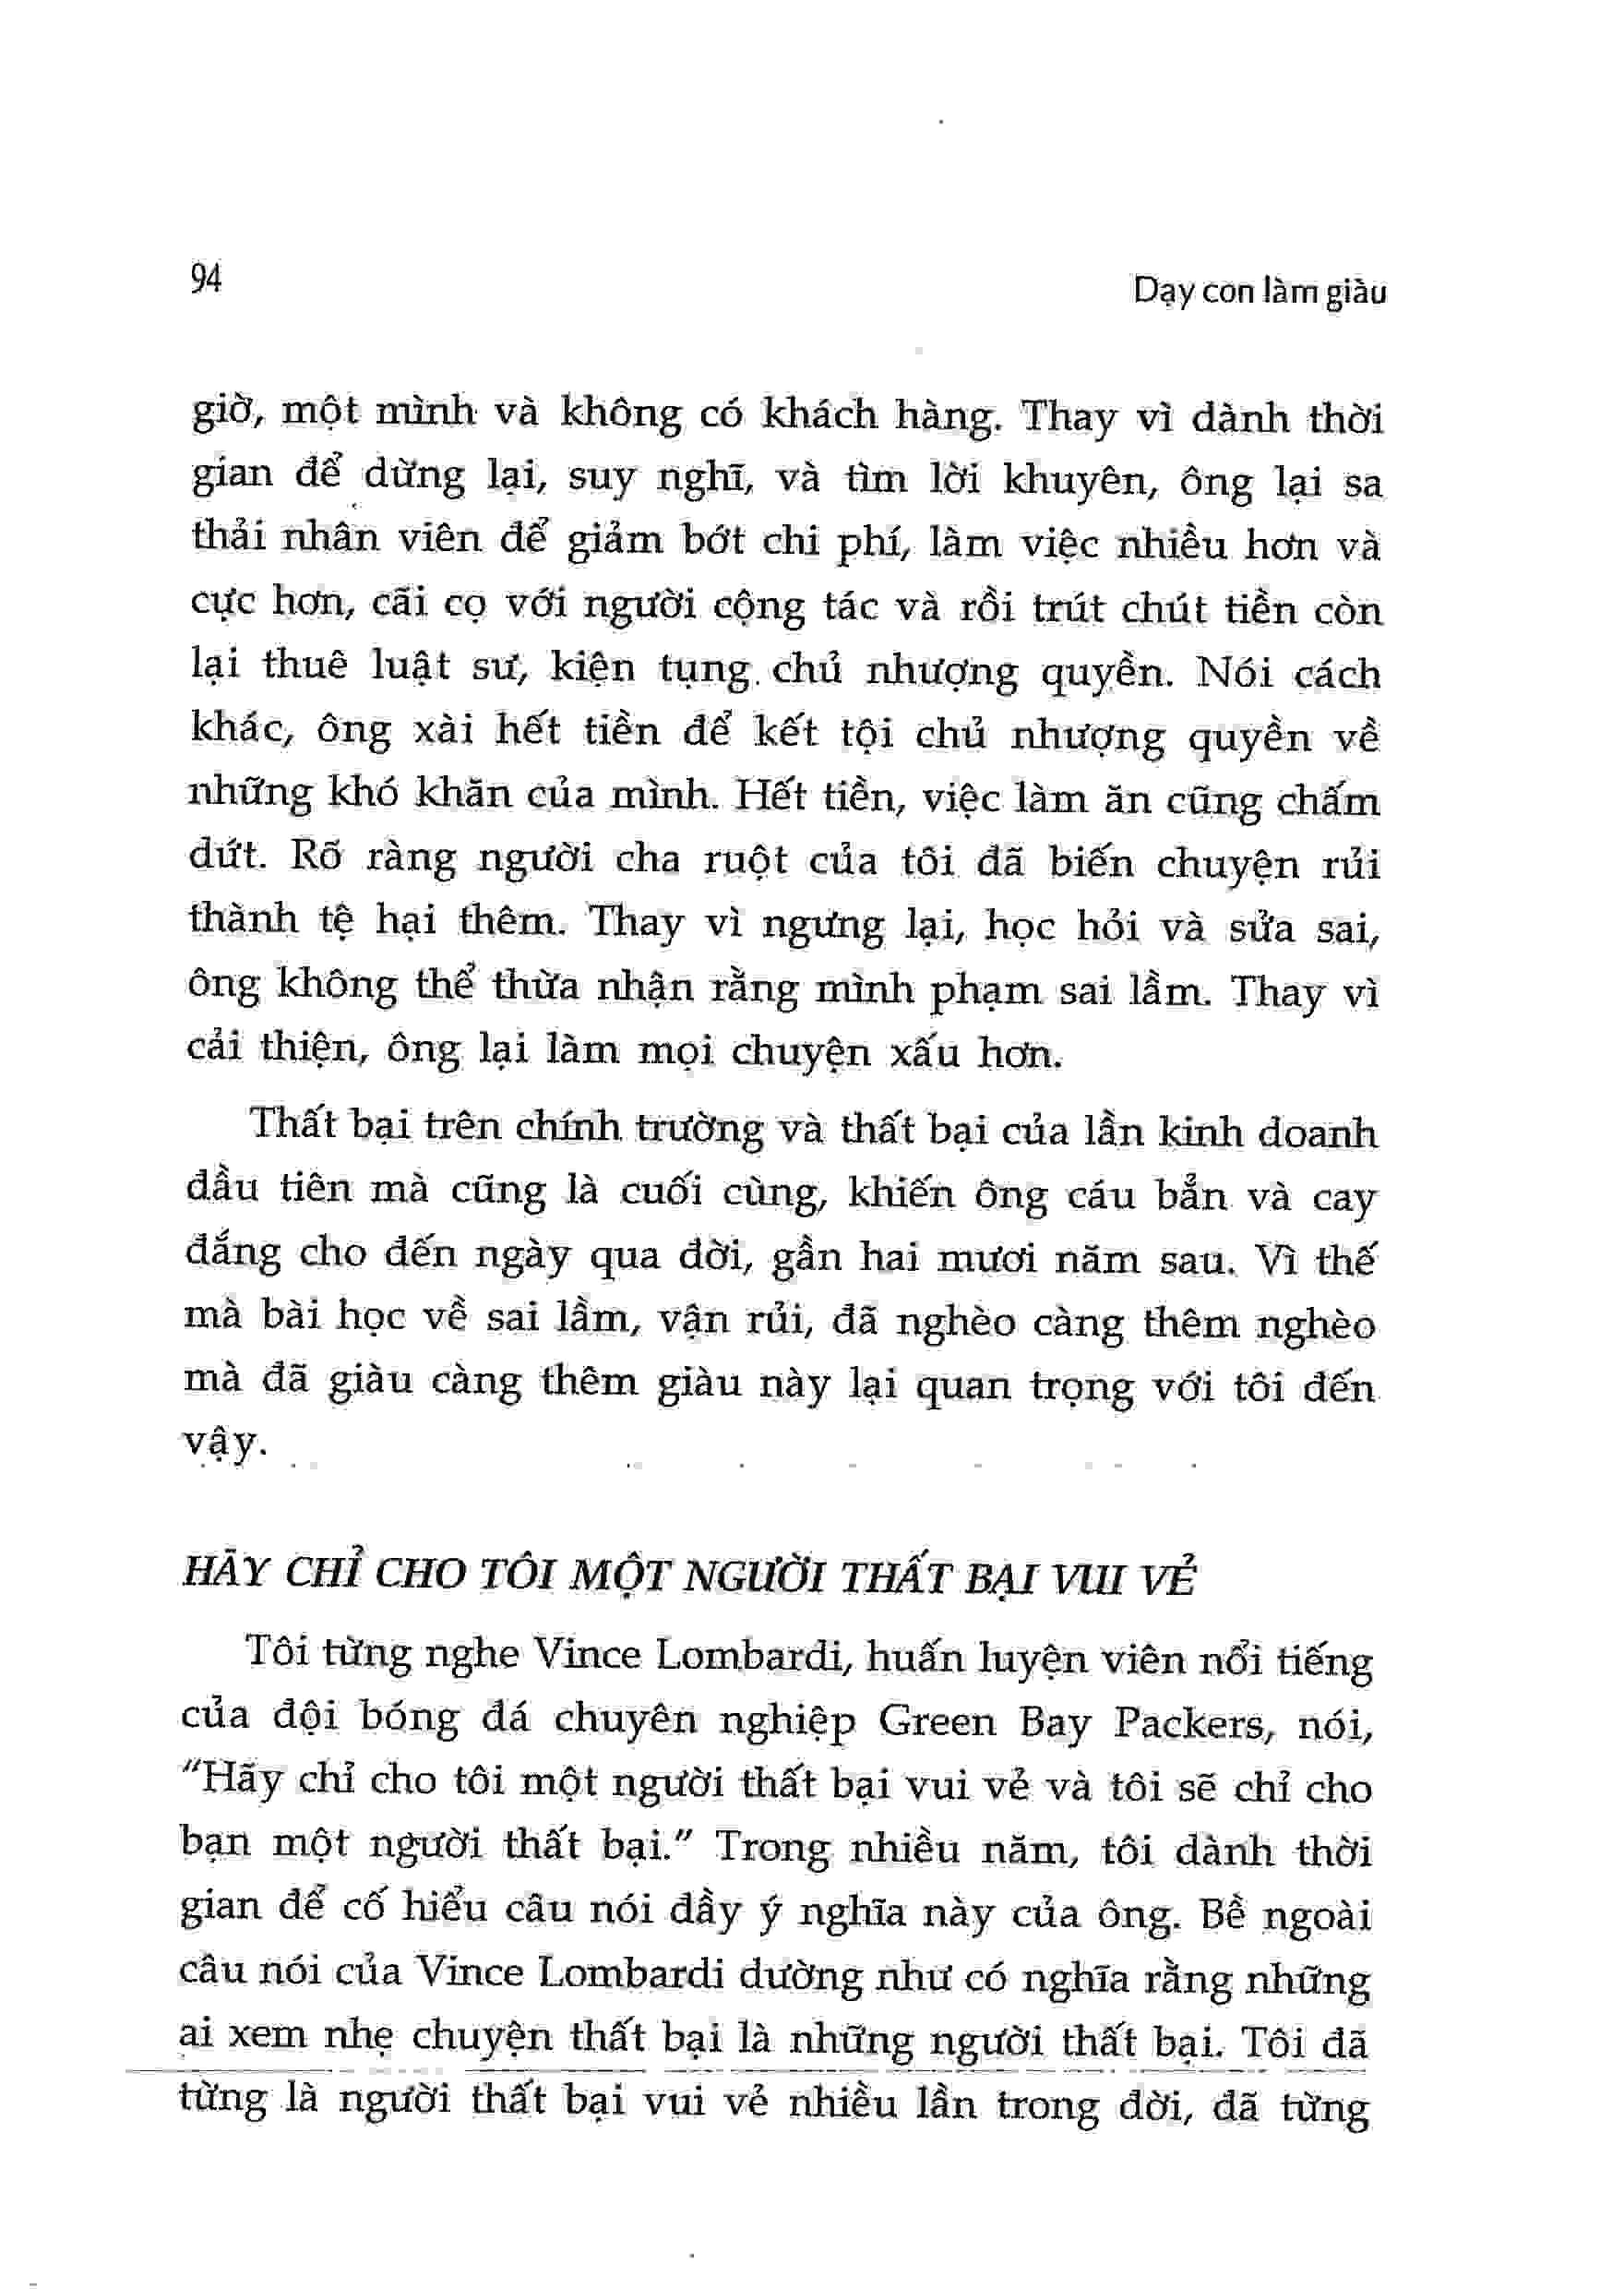 94
Dạy con làm giàu
giờ, một mình và không có khách hàng. Thay vì dành thời
gian để dừng lại, suy nghĩ, và tìm lời khuyên, ông lại sa
thải nhân viên để giảm bớt chi phí, làm việc nhiều hơn và
cực hơn, cãi cọ với người cộng tác và rồi trút chút tiền còn
lại thuê luật sư, kiện tụng chủ nhượng quyền. Nói cách
khác, ông xài hết tiền để kết tội chủ nhượng quyền về
những khó khăn của mình. Hết tiền, việc làm ăn cũng chấm
dứt. Rõ ràng người cha ruột của tôi đã biến chuyện rủi
thành tệ hại thêm. Thay vì ngưng lại, học hỏi và sửa sai,
ông không thể thừa nhận rằng mình phạm sai lầm. Thay vì
cải thiện, ông lại làm mọi chuyện xấu hơn.
Thất bại trên chính trường và thất bại của lần kinh doanh
đầu tiên mà cũng là cuối cùng, khiến ông cáu bẳn và cay
đắng cho đến ngày qua đời, gần hai mươi năm sau. Vì thế
mà bài học về sai lầm, vận rủi, đã nghèo càng thêm nghèo
mà đã giàu càng thêm giàu này lại quan trọng với tôi đến
vậy.
HÃY CHỈ CHO TÔI MỘT NGƯỜI THẤT BẠI VUI VẺ
Tôi từng nghe Vince Lombardi, huấn luyện viên nổi tiếng
của đội bóng đá chuyên nghiệp Green Bay Packers, nói,
"Hãy chỉ cho tôi một người thất bại vui vẻ và tôi sẽ chỉ cho
bạn một người thất bại." Trong nhiều năm, tôi dành thời
gian để cố hiểu câu nói đầy ý nghĩa này của ông. Bề ngoài
câu nói của Vince Lombardi dường như có nghĩa rằng những
ai xem nhẹ chuyện thất bại là những người thất bại. Tôi đã
từng là người thất bại vui vẻ nhiều lần trong đời, đã từng